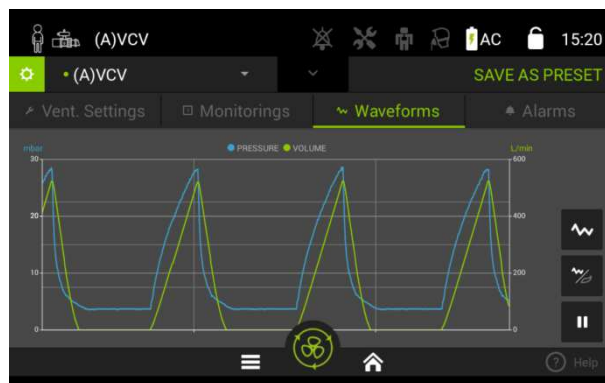 (A)VCV AC 15:20
• (A)VCV SAVE AS PRESET
Vent. Settings Monitorings Waveforms Alarms
mbar PRESSURE VOLUME L/min
30 600
20 400
10 200
0 0
? Help